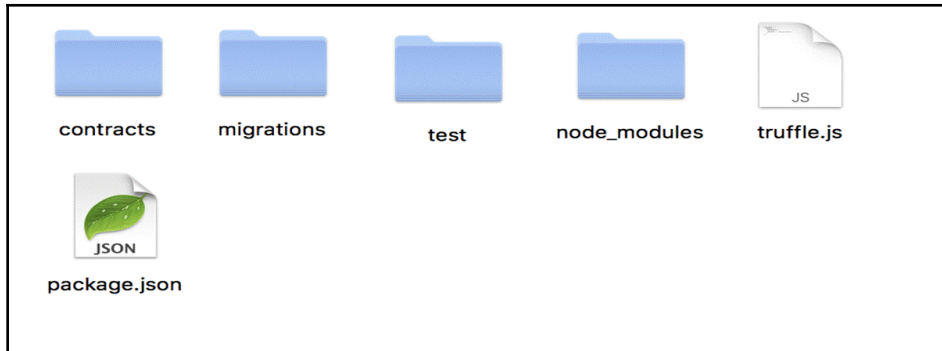 contracts
migrations
test
node_modules
JS
truffle.js
JSON
package.json